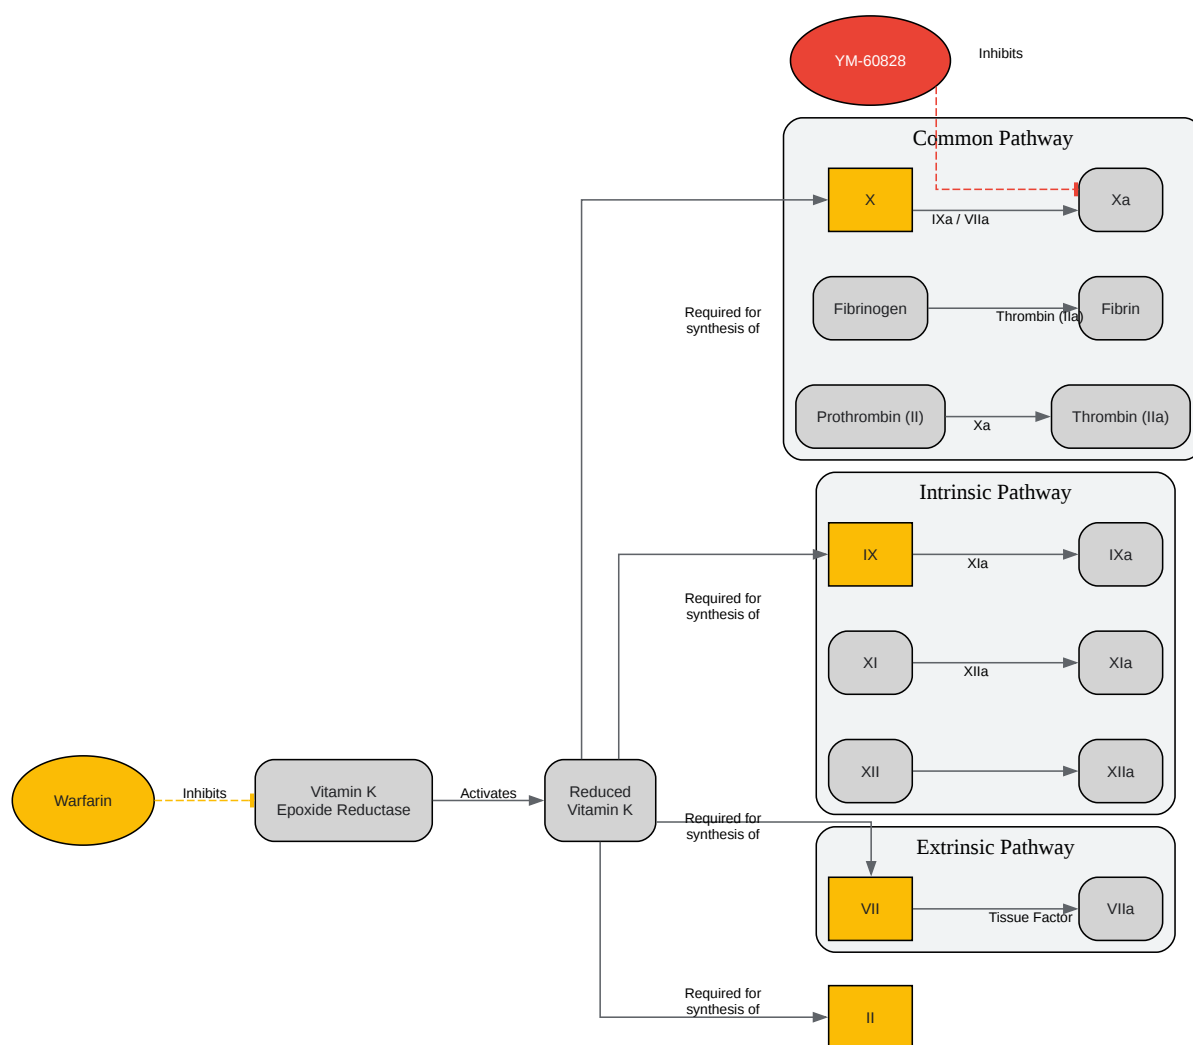 YM-60828
Inhibits
Common Pathway
X
IXa / VIIa
Xa
Required for
synthesis of
Fibrinogen
Thrombin (IIa)
Fibrin
Prothrombin (II)
Xa
Thrombin (IIa)
Intrinsic Pathway
IX
XIa
IXa
Required for
synthesis of
XI
XIIa
XIa
XII
XIIa
Warfarin
Inhibits
Vitamin K
Epoxide Reductase
Activates
Reduced
Vitamin K
Required for
synthesis of
Extrinsic Pathway
VII
Tissue Factor
VIIa
Required for
synthesis of
II